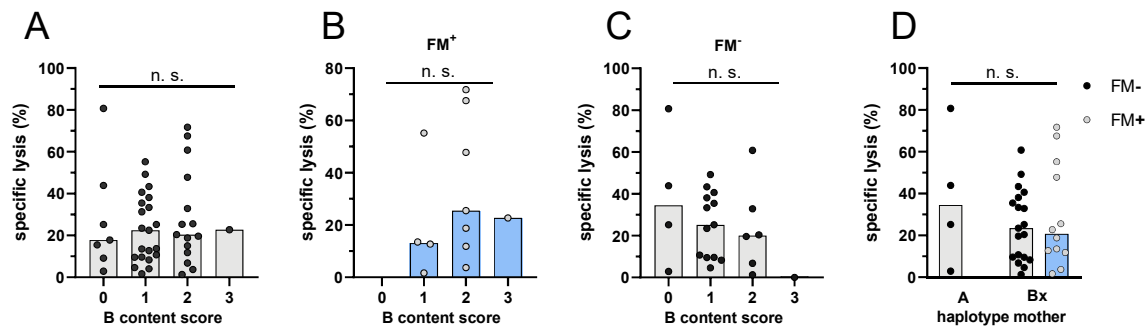 A
n. s.
specific lysis (%)
100
80
60
40
20
0
0 1 2 3
B content score
B
FM+
n. s.
specific lysis (%)
80
60
40
20
0
0 1 2 3
B content score
C
FM-
n. s.
specific lysis (%)
100
80
60
40
20
0
0 1 2 3
B content score
D
n. s.
specific lysis (%)
100
80
60
40
20
0
A Bx
haplotype mother
FM-
FM+